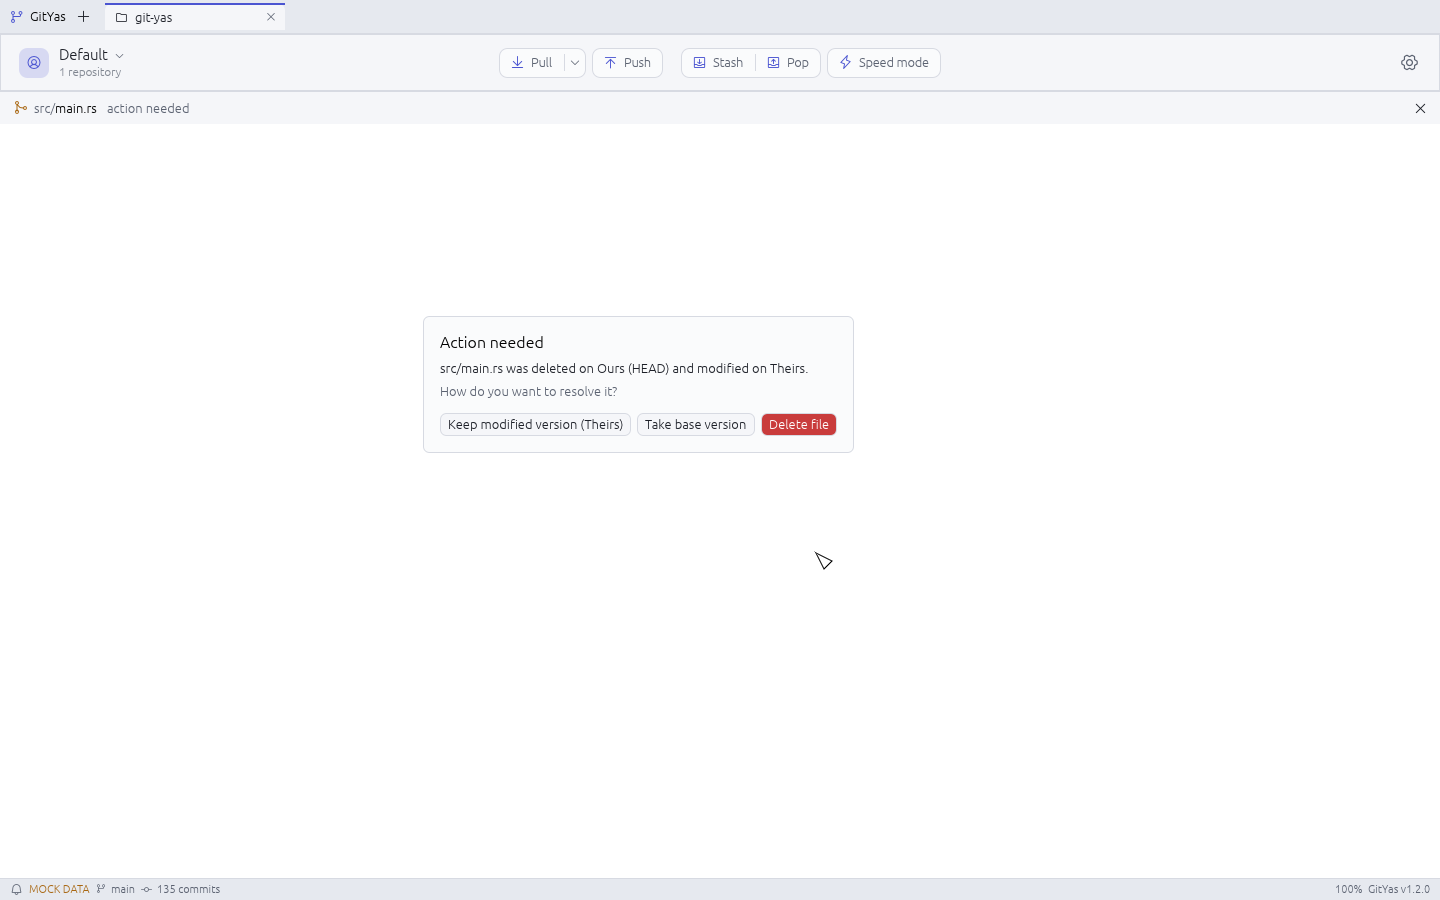 GitYas
git-yas
Default
1 repository
Pull
Push
Stash
Pop
Speed mode
src/main.rs action needed
Action needed
src/main.rs was deleted on Ours (HEAD) and modified on Theirs.
How do you want to resolve it?
Keep modified version (Theirs)
Take base version
Delete file
MOCK DATA
main
135 commits
100%
GitYas v1.2.0